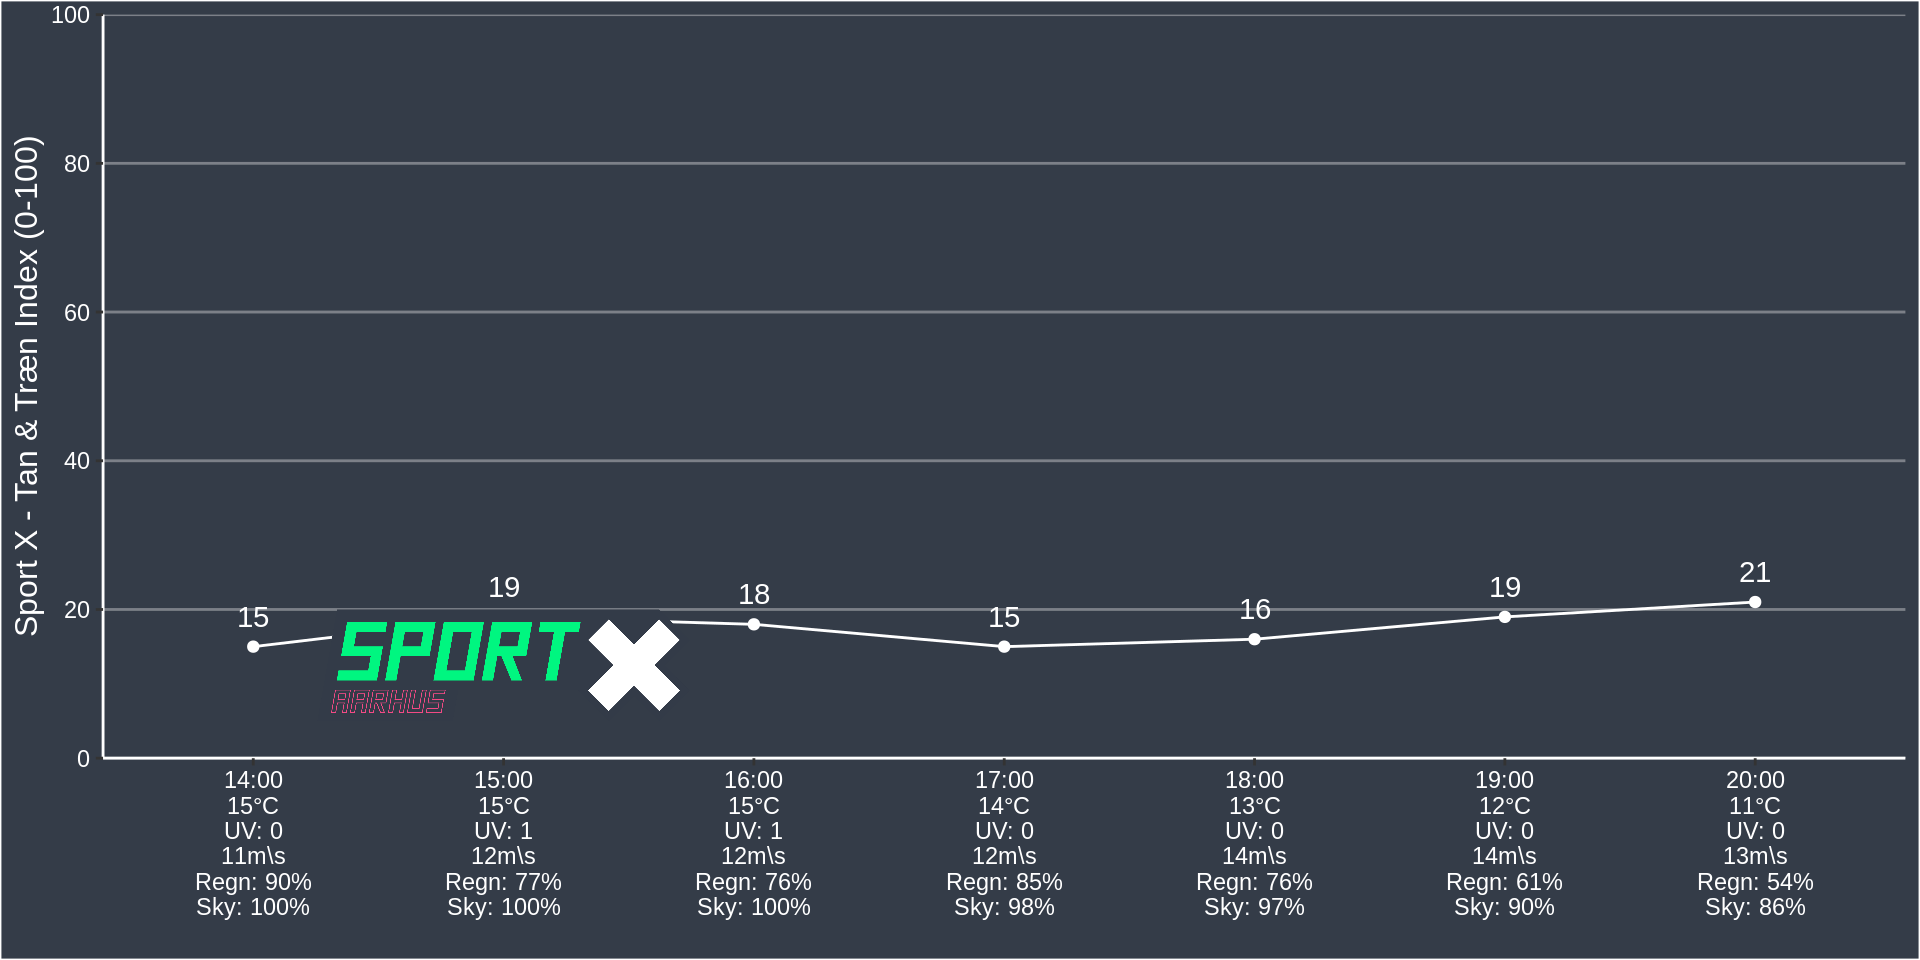 Sport X - Tan & Træn Index (0-100)
100
80
60
40
20
0
15
19
18
15
16
19
21
SPORT X
AARHUS
14:00
15°C
UV: 0
11m\s
Regn: 90%
Sky: 100%
15:00
15°C
UV: 1
12m\s
Regn: 77%
Sky: 100%
16:00
15°C
UV: 1
12m\s
Regn: 76%
Sky: 100%
17:00
14°C
UV: 0
12m\s
Regn: 85%
Sky: 98%
18:00
13°C
UV: 0
14m\s
Regn: 76%
Sky: 97%
19:00
12°C
UV: 0
14m\s
Regn: 61%
Sky: 90%
20:00
11°C
UV: 0
13m\s
Regn: 54%
Sky: 86%